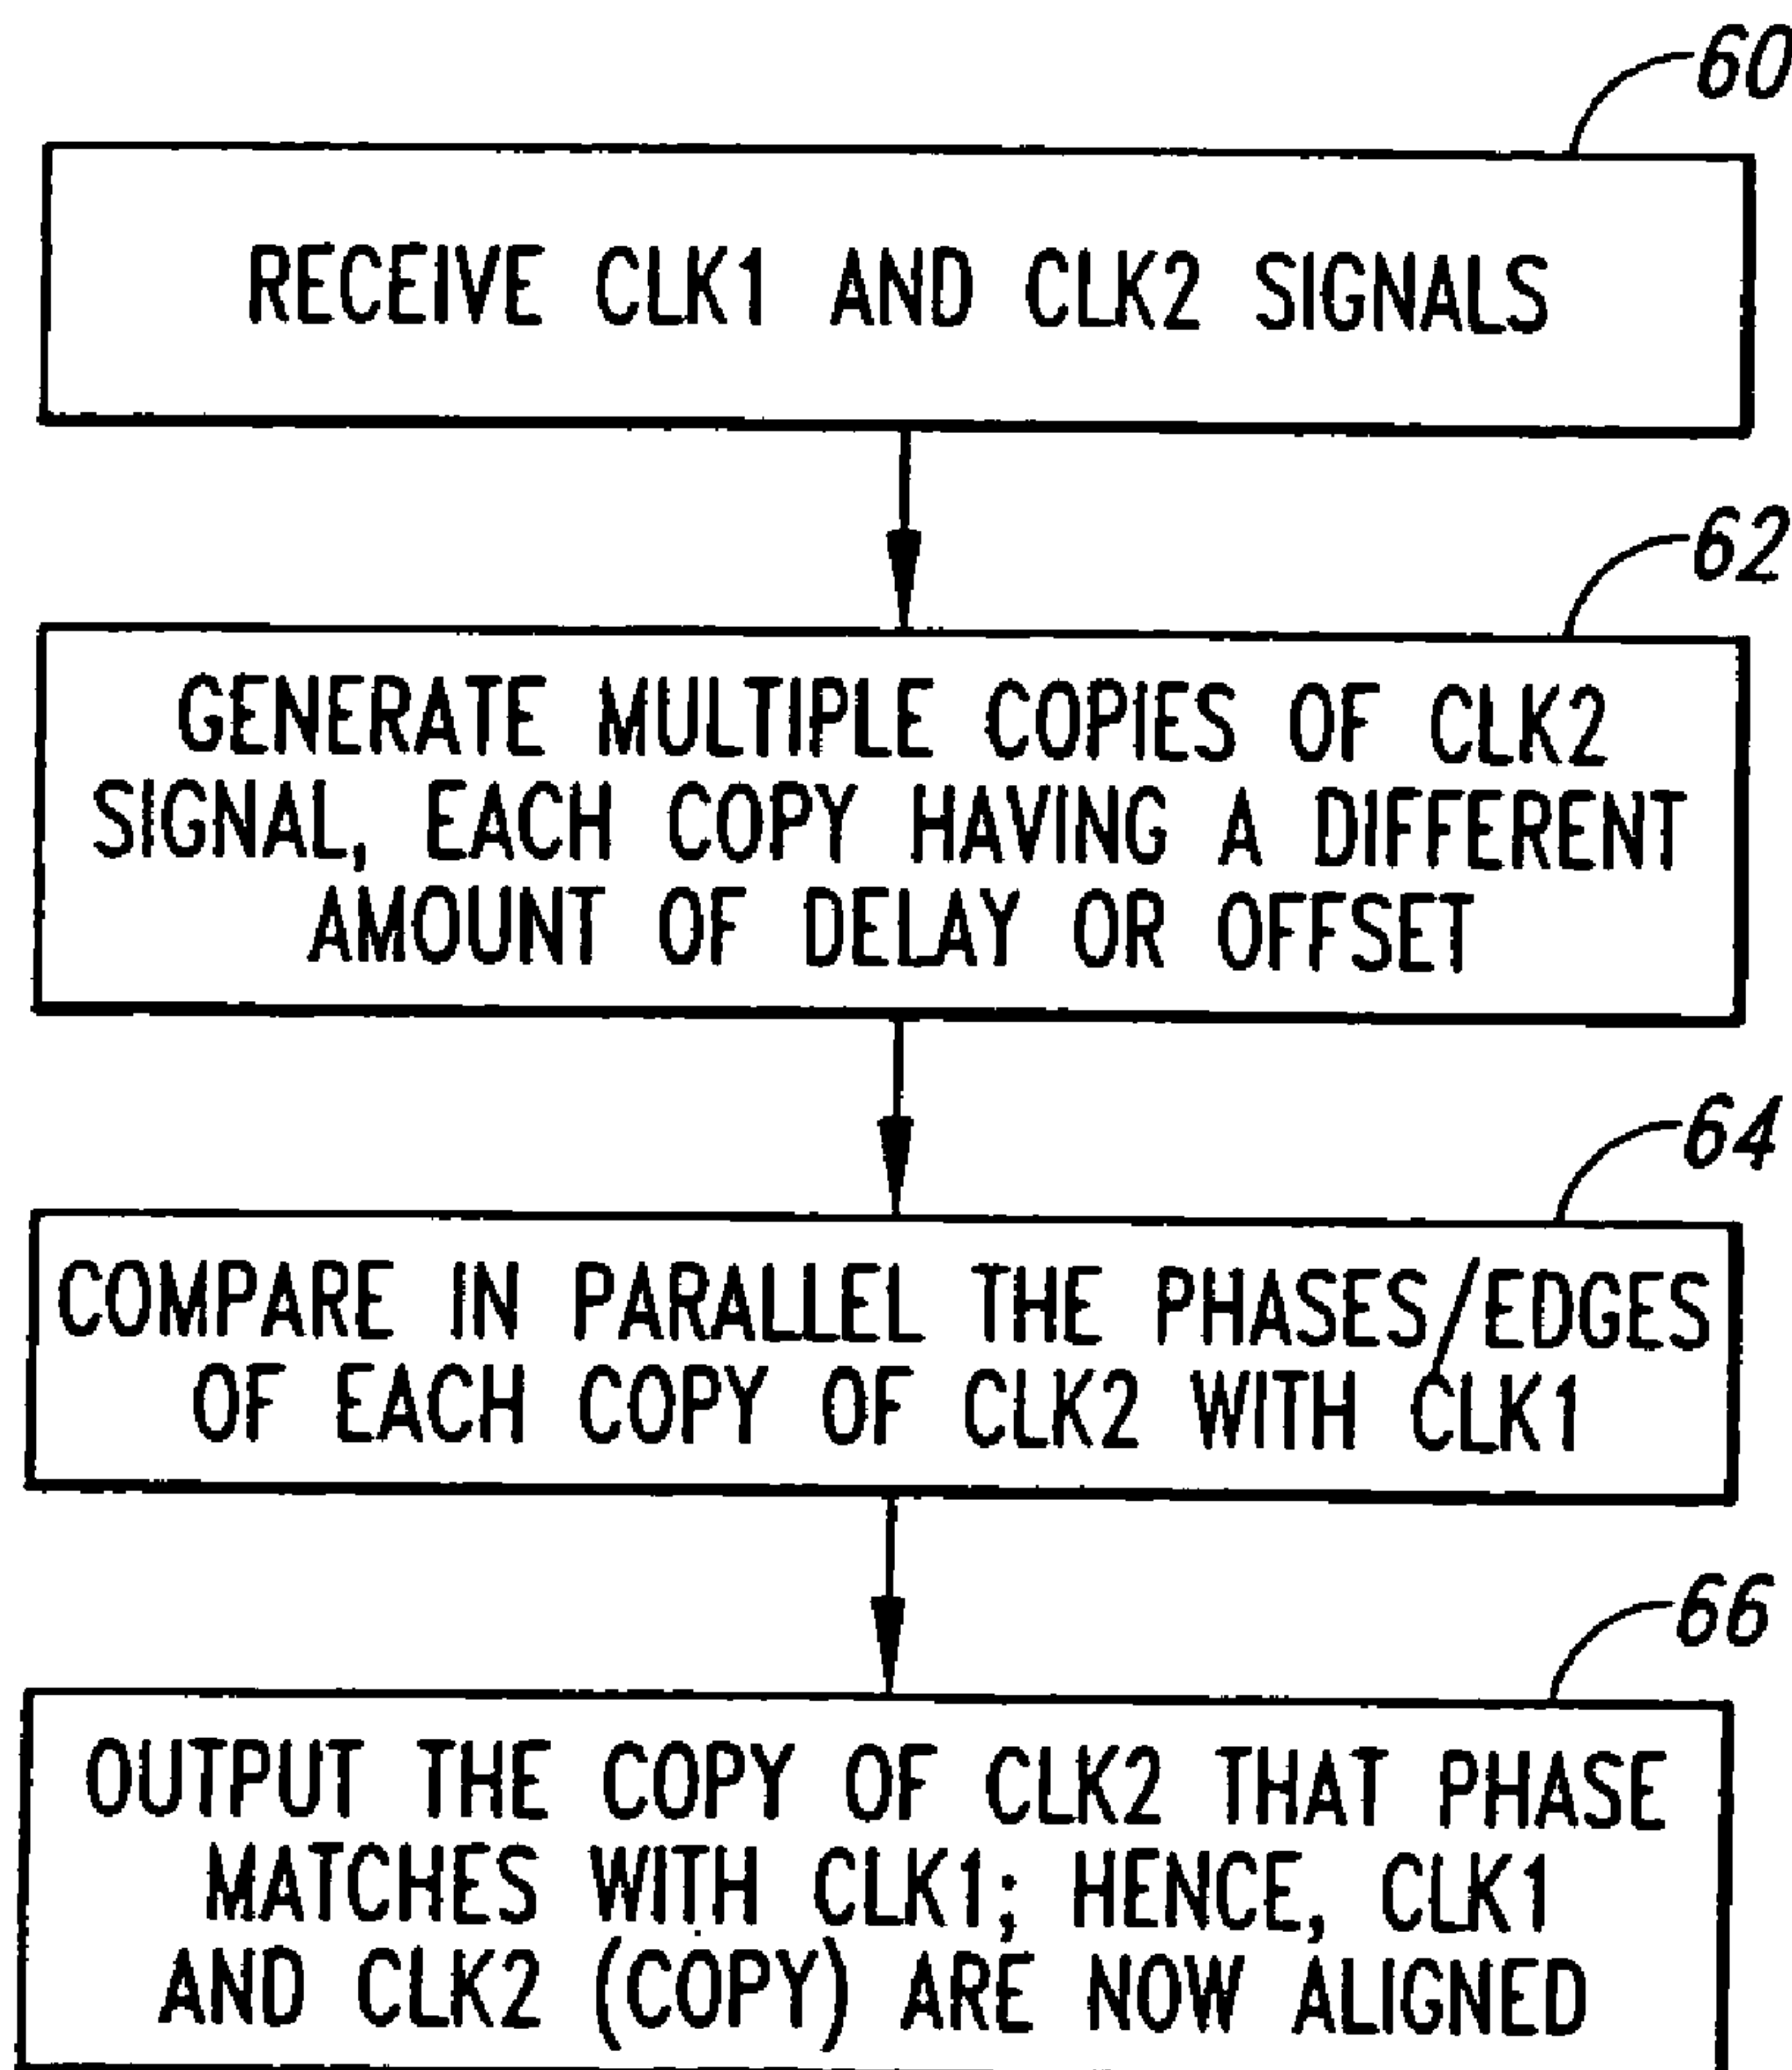 60
RECEIVE CLK1 AND CLK2 SIGNALS
62
GENERATE MULTIPLE COPIES OF CLK2
SIGNAL, EACH COPY HAVING A DIFFERENT
AMOUNT OF DELAY OR OFFSET
64
COMPARE IN PARALLEL THE PHASES/EDGES
OF EACH COPY OF CLK2 WITH CLK1
66
OUTPUT THE COPY OF CLK2 THAT PHASE
MATCHES WITH CLK1; HENCE, CLK1
AND CLK2 (COPY) ARE NOW ALIGNED